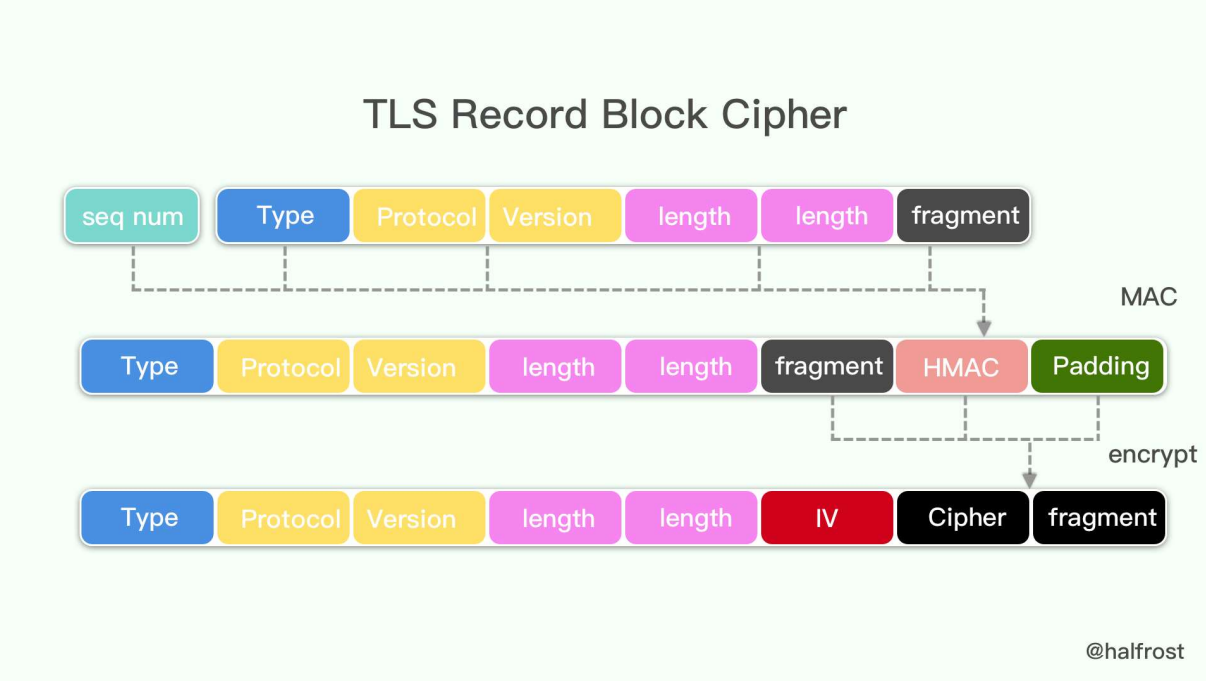 TLS Record Block Cipher
seq num Type Protocol Version length length fragment
MAC
Type Protocol Version length length fragment HMAC Padding
encrypt
Type Protocol Version length length IV Cipher fragment
@halfrost